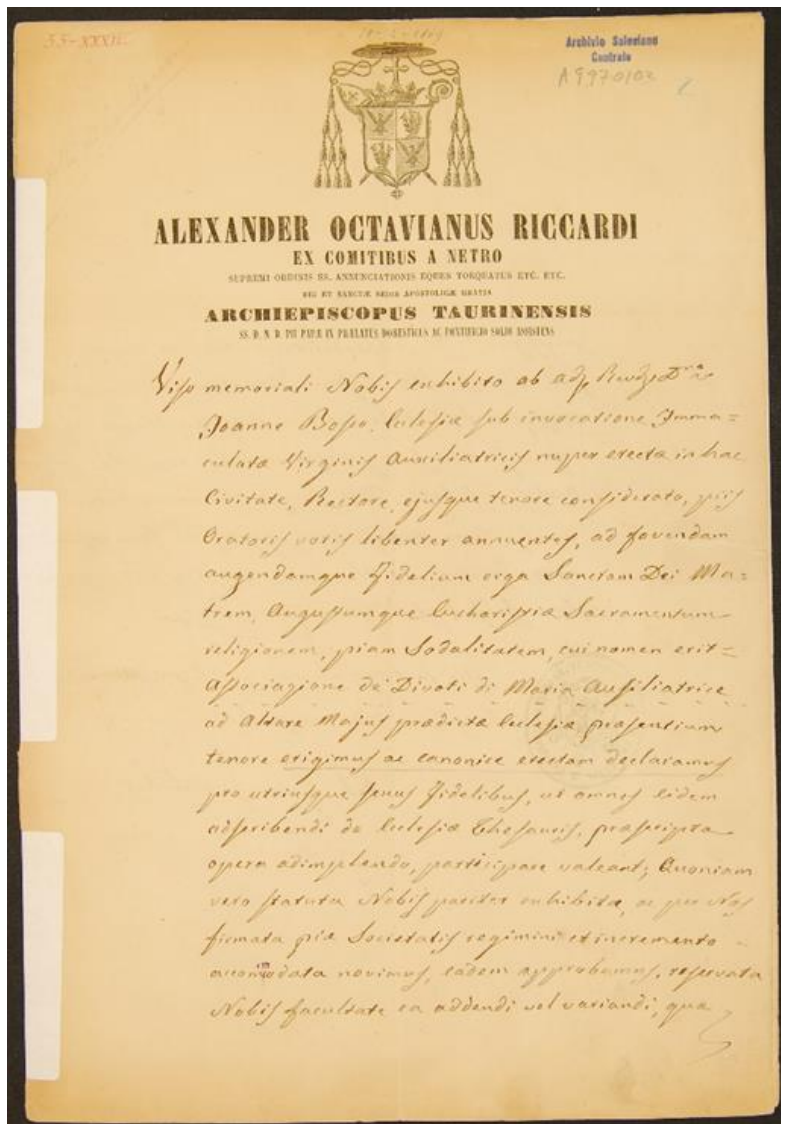 55-XXXII.
Archivio Salesiano
Centrale
A9970102
ALEXANDER OCTAVIANUS RICCARDI
EX COMITIBUS A NETRO
SUPREMI ORDINIS SS. ANNUNCIATIONIS EQUES TORQUATUS ETC. ETC.
DEI ET SANCTÆ SEDIS APOSTOLICÆ GRATIA
ARCHIEPISCOPUS TAURINENSIS
SS. D. N. D. PII PAPÆ IX PRÆLATUS DOMESTICUS AC PONTIFICIO SOLIO ASSISTENS
Viso memoriali Nobis exhibito ab
Joanne Bosco, Ecclesiæ sub invocatione Imma=
culatæ Virginis Auxiliatricis nuper erectæ in hac
Civitate, Rectore, ejusque tenore considerato, piis
Oratoris votis libenter annuentes, ad fovendam
augendamque Fidelium erga Sanctam Dei Ma=
trem, Augustumque Eucharistiæ Sacramentum
religionem, piam Sodalitatem, cui nomen erit=
Associazione de' Divoti di Maria Ausiliatrice
ad Altare Majus prædictæ Ecclesiæ præsentium
tenore erigimus ac canonice erectam declaramus
pro utriusque sexus Fidelibus, ut omnes eidem
adscribendi de Ecclesiæ Thesauris, præscripta
opera adimplendo, participare valeant; Quoniam
vero statuta Nobis pariter exhibita, ac per Nos
firmata piæ Societatis regimini et incremento
accomodata novimus, eadem approbamus, reservata
Nobis facultate ea addendi vel variandi, quæ